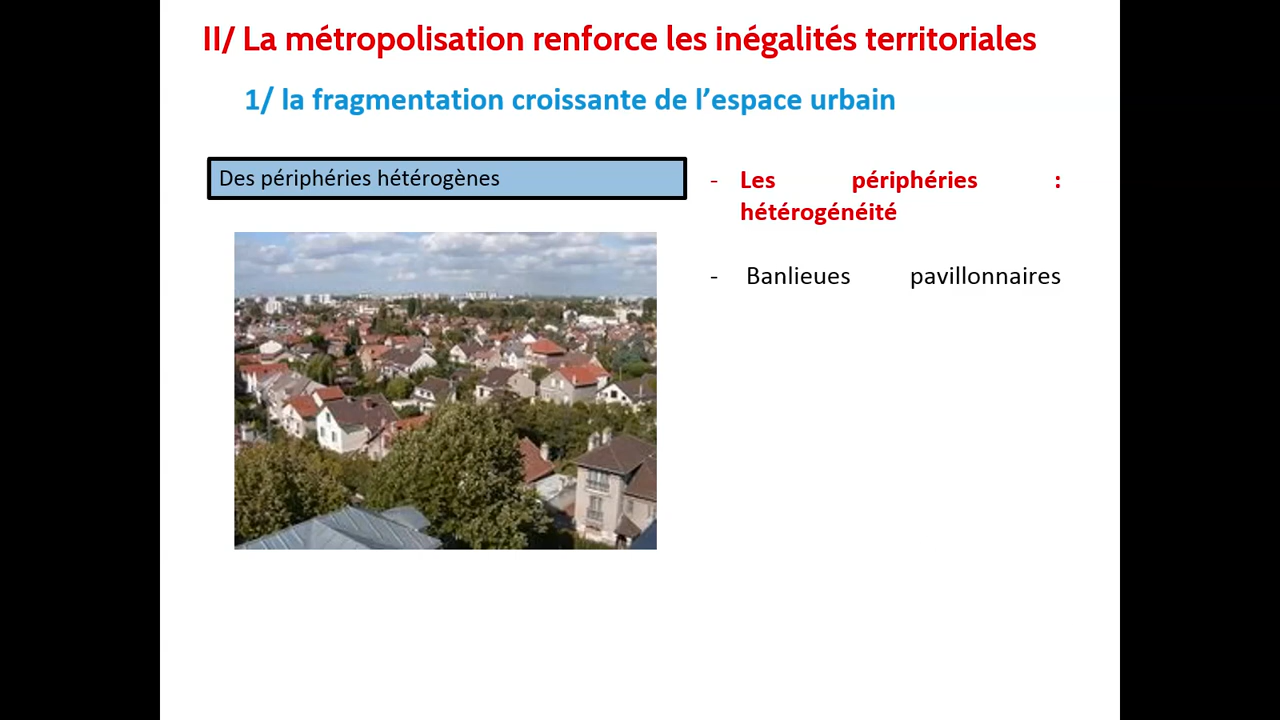 II/ La métropolisation renforce les inégalités territoriales
1/ la fragmentation croissante de l’espace urbain
Des périphéries hétérogènes
- Les périphéries :
hétérogénéité
- Banlieues pavillonnaires